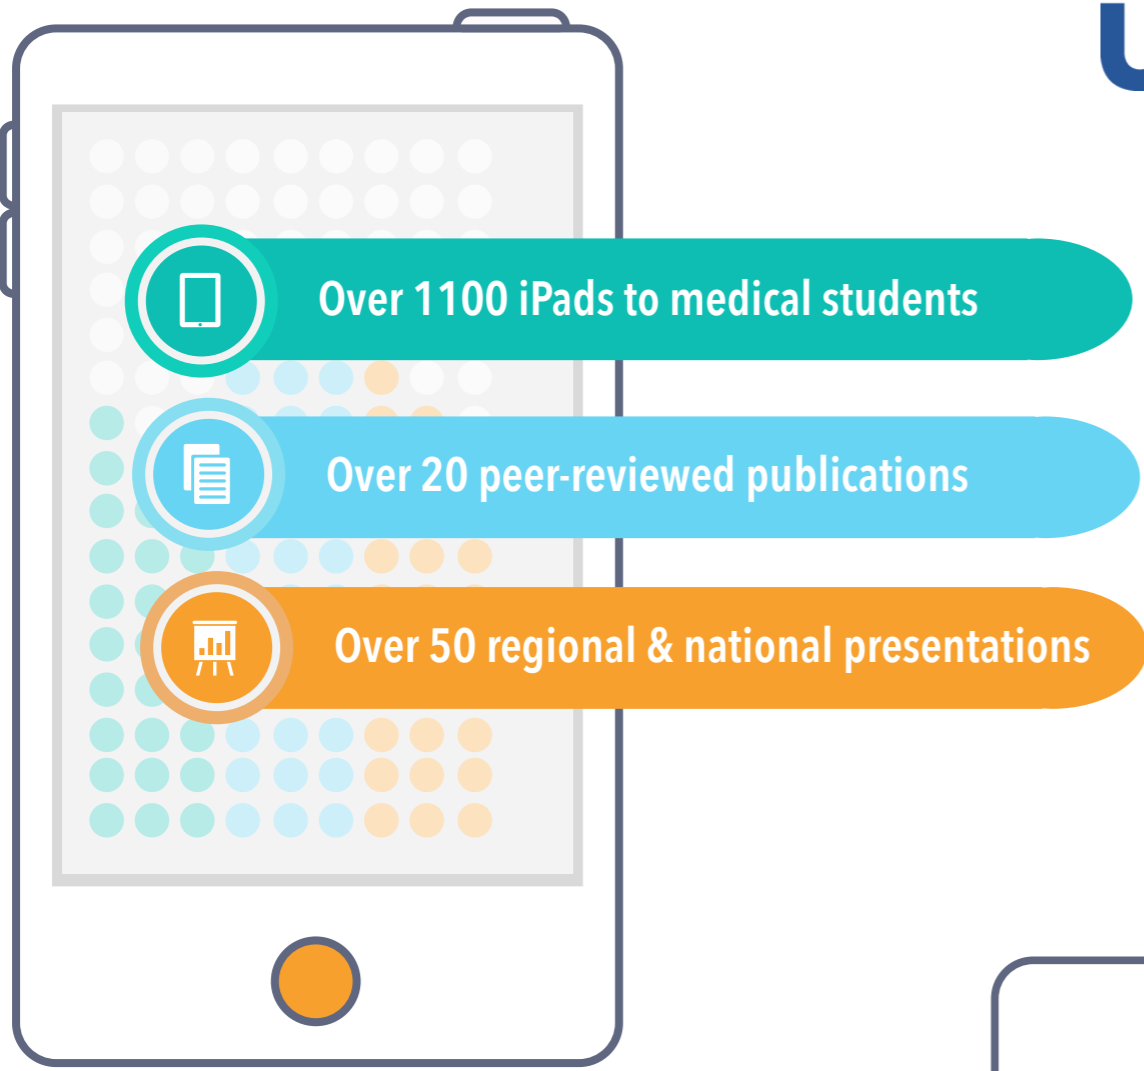 Over 1100 iPads to medical students
Over 20 peer-reviewed publications
Over 50 regional & national presentations